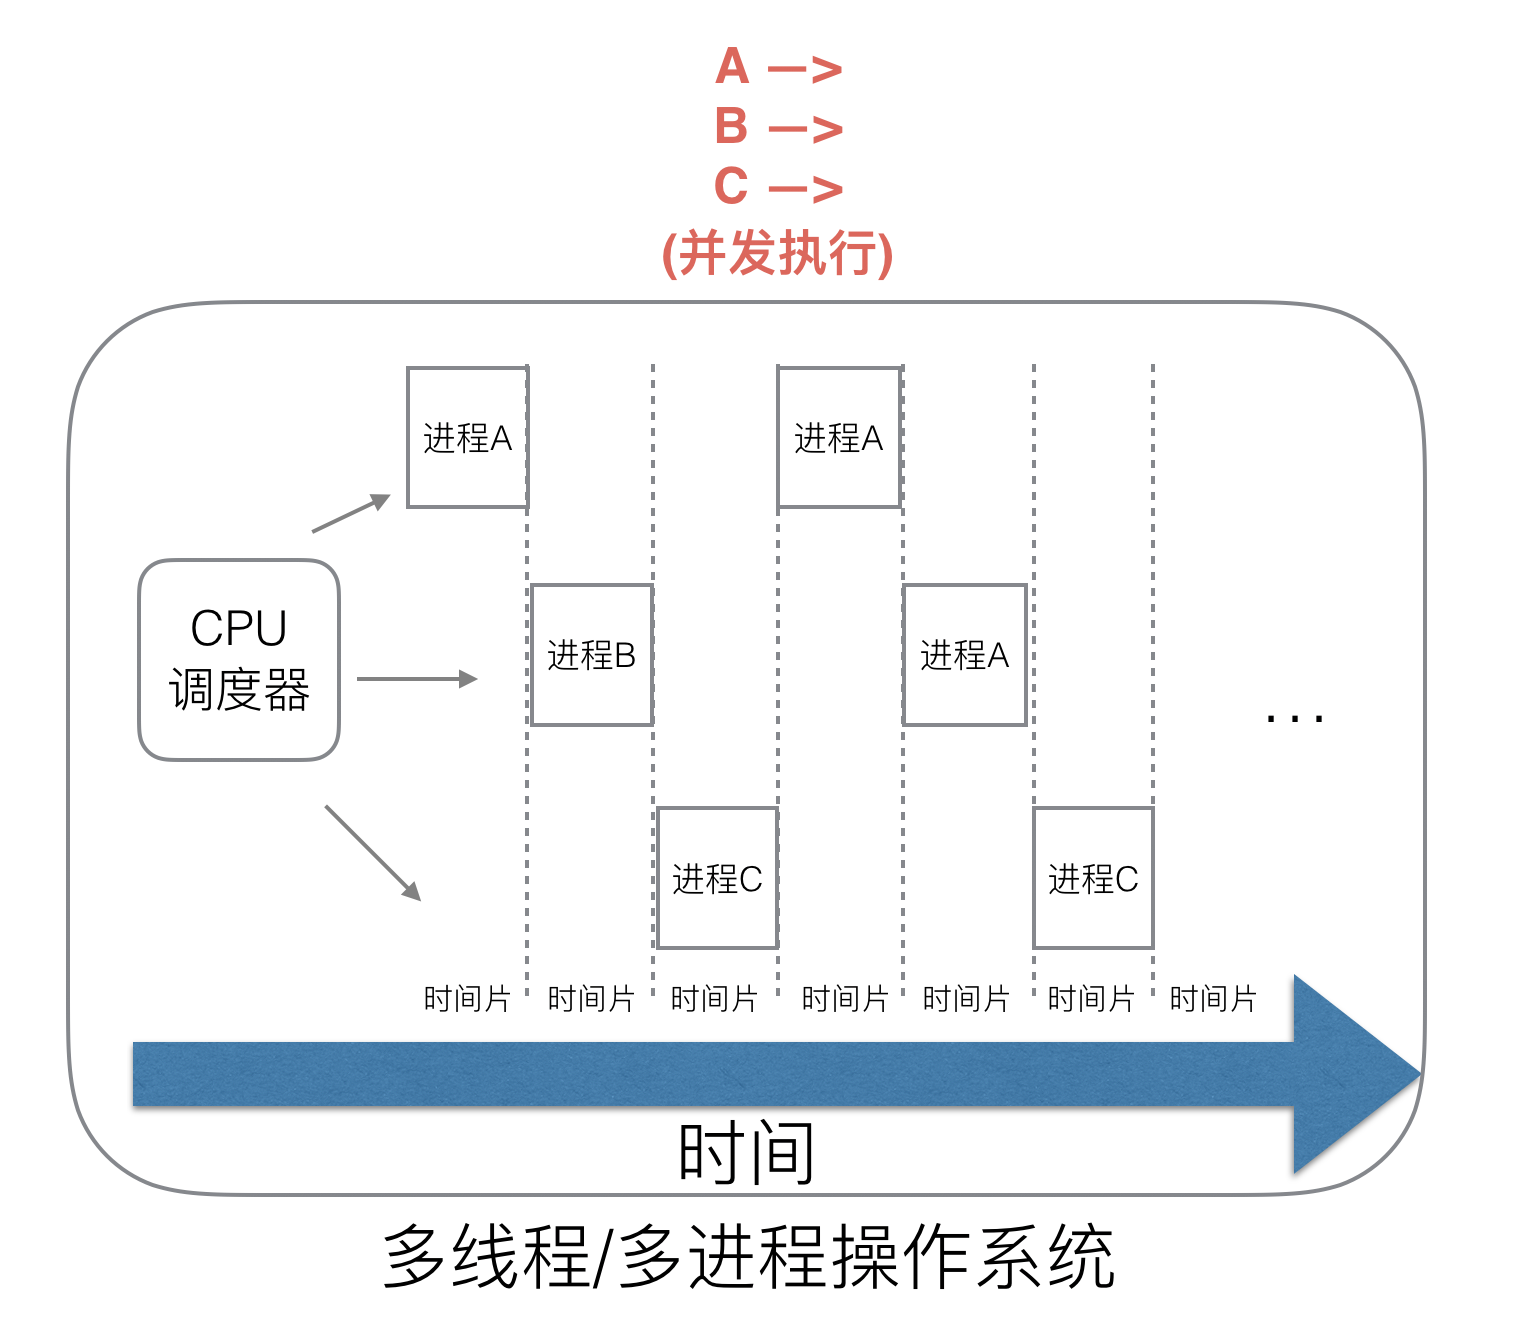 A —>
B —>
C —>
(并发执行)
进程A
进程A
CPU
调度器
进程B
进程A
. . .
进程C
进程C
时间片
时间片
时间片
时间片
时间片
时间片
时间片
时间
多线程/多进程操作系统